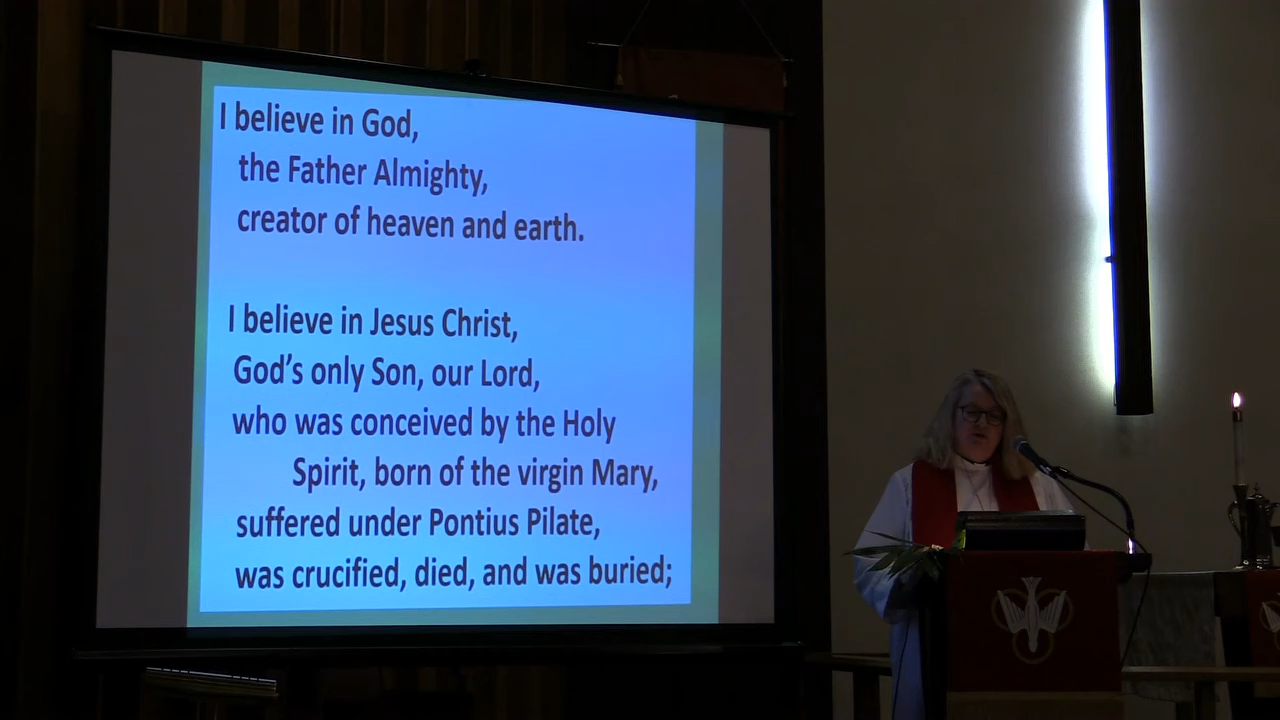 I believe in God,
the Father Almighty,
creator of heaven and earth.
I believe in Jesus Christ,
God's only Son, our Lord,
who was conceived by the Holy
Spirit, born of the virgin Mary,
suffered under Pontius Pilate,
was crucified, died, and was buried;